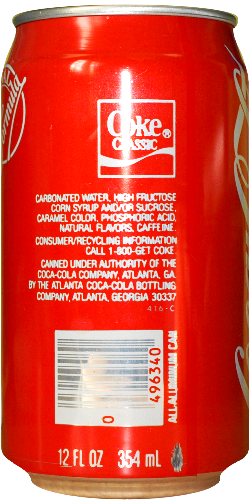 Coke®
CLASSIC
CARBONATED WATER, HIGH FRUCTOSE
CORN SYRUP AND/OR SUCROSE,
CARAMEL COLOR, PHOSPHORIC ACID,
NATURAL FLAVORS, CAFFEINE.
CONSUMER/RECYCLING INFORMATION
CALL 1-800-GET COKE.
CANNED UNDER AUTHORITY OF THE
COCA-COLA COMPANY, ATLANTA, GA.
BY THE ATLANTA COCA-COLA BOTTLING
COMPANY, ATLANTA, GEORGIA 30337
416-C
0 496340
ALL-ALUMINUM CAN
12 FL OZ 354 mL